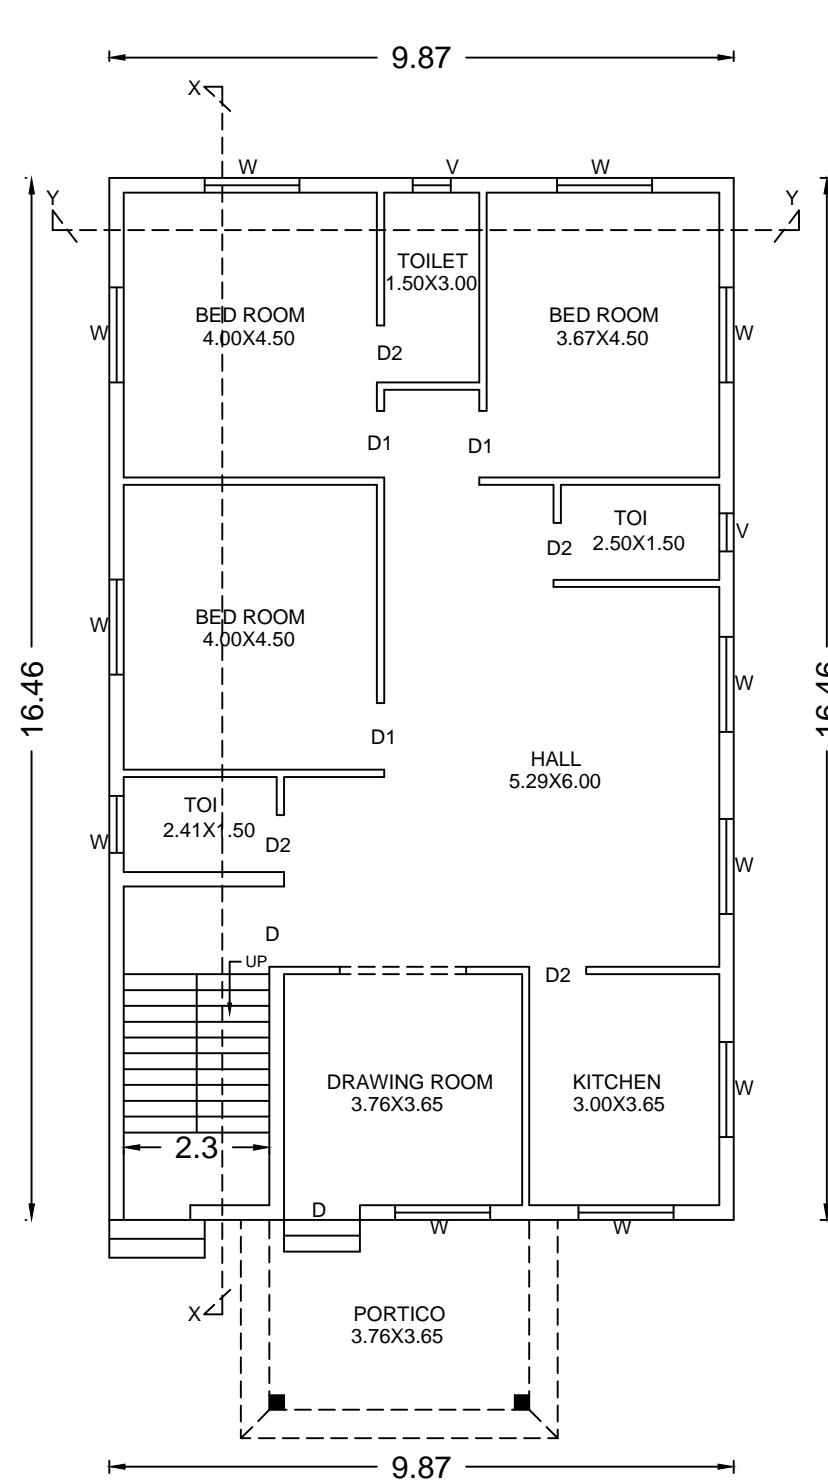 9.87
X
W V W
Y Y
TOILET
1.50X3.00
BED ROOM
4.00X4.50
BED ROOM
3.67X4.50
W W
D2
D1 D1
TOI
2.50X1.50
V
D2
BED ROOM
4.00X4.50
W
16.46
16.46
W
D1
HALL
5.29X6.00
TOI
2.41X1.50
W
D2
W
D
UP
D2
DRAWING ROOM
3.76X3.65
KITCHEN
3.00X3.65
W
2.3
D
W W
X
PORTICO
3.76X3.65
9.87